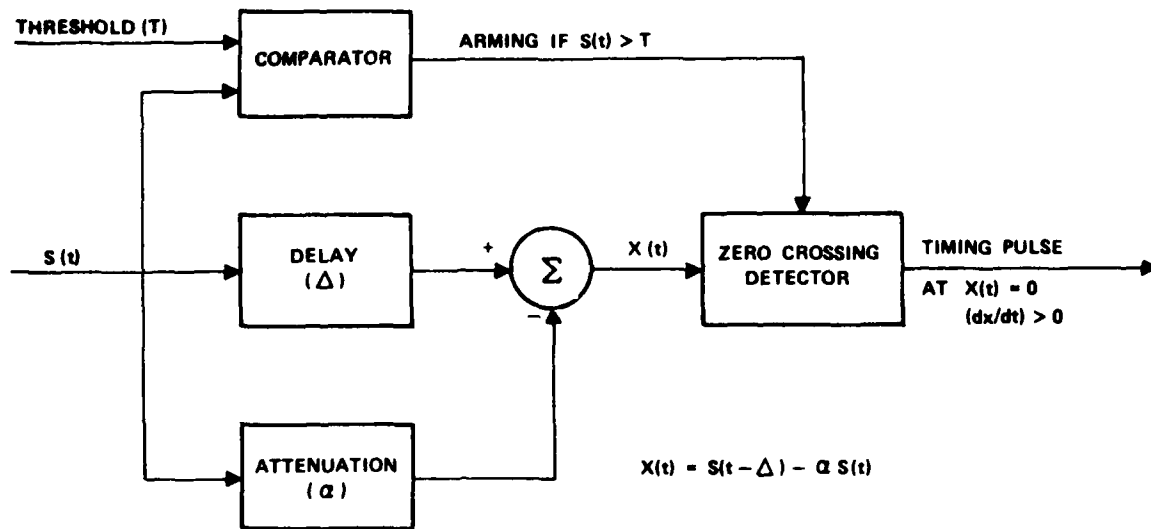 THRESHOLD (T)
COMPARATOR
ARMING IF S(t) > T
S (t)
DELAY
(Δ)
+
Σ
−
X (t)
ZERO CROSSING
DETECTOR
TIMING PULSE
AT X(t) = 0
(dx/dt) > 0
ATTENUATION
(α)
X(t) = S(t − Δ) − α S(t)